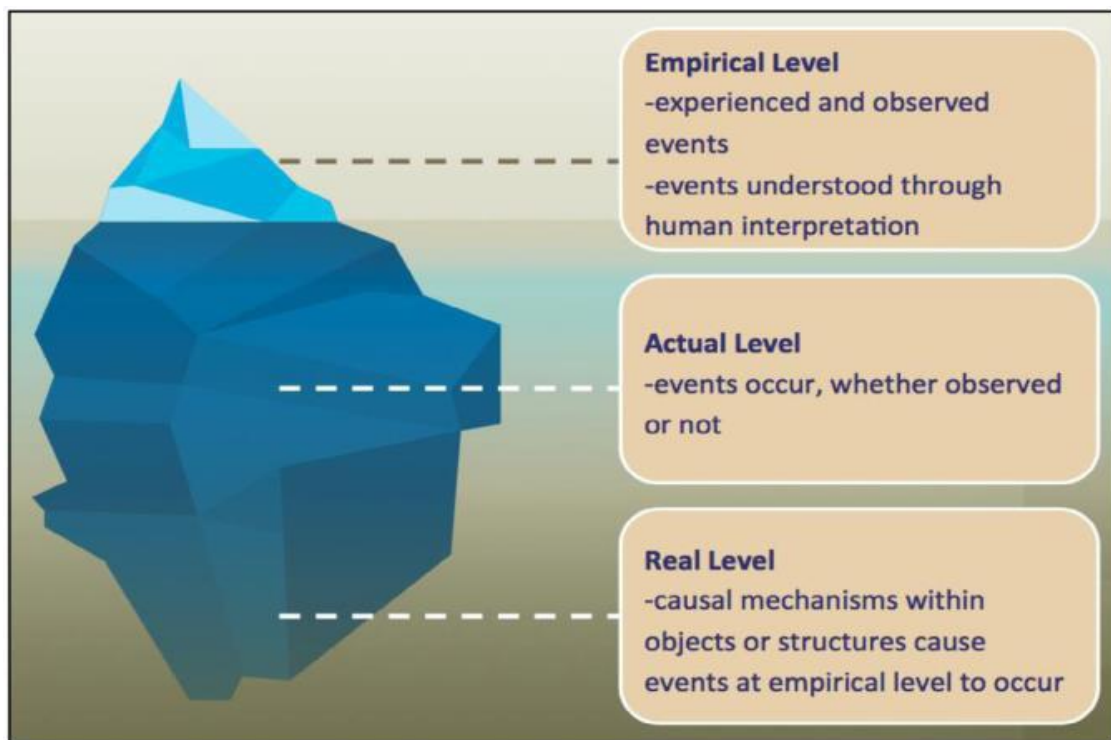 Empirical Level
-experienced and observed
events
-events understood through
human interpretation
Actual Level
-events occur, whether observed
or not
Real Level
-causal mechanisms within
objects or structures cause
events at empirical level to occur